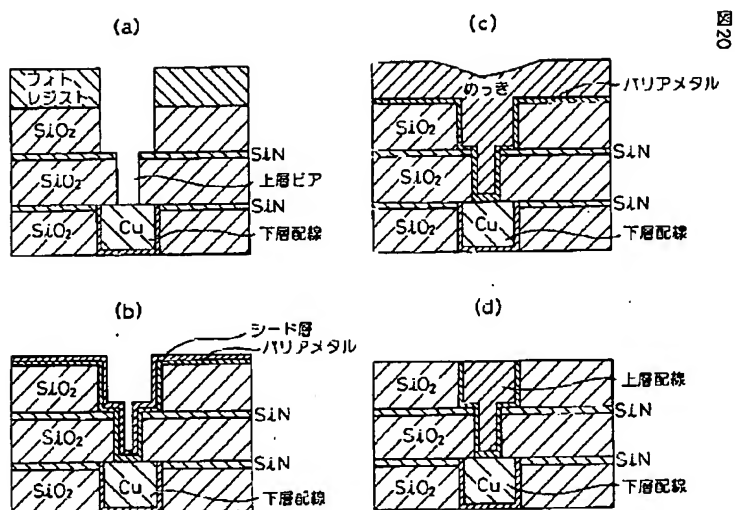 図20
(a)
フォト
レジスト
SiO2
SiN
SiO2
上層ビア
SiN
SiO2
Cu
下層配線
(b)
シード層
バリアメタル
SiO2
SiN
SiO2
SiN
Cu
下層配線
(c)
めっき
バリアメタル
SiO2
SiN
SiO2
SiN
SiO2
Cu
下層配線
(d)
SiO2
上層配線
SiN
SiO2
SiN
Cu
下層配線